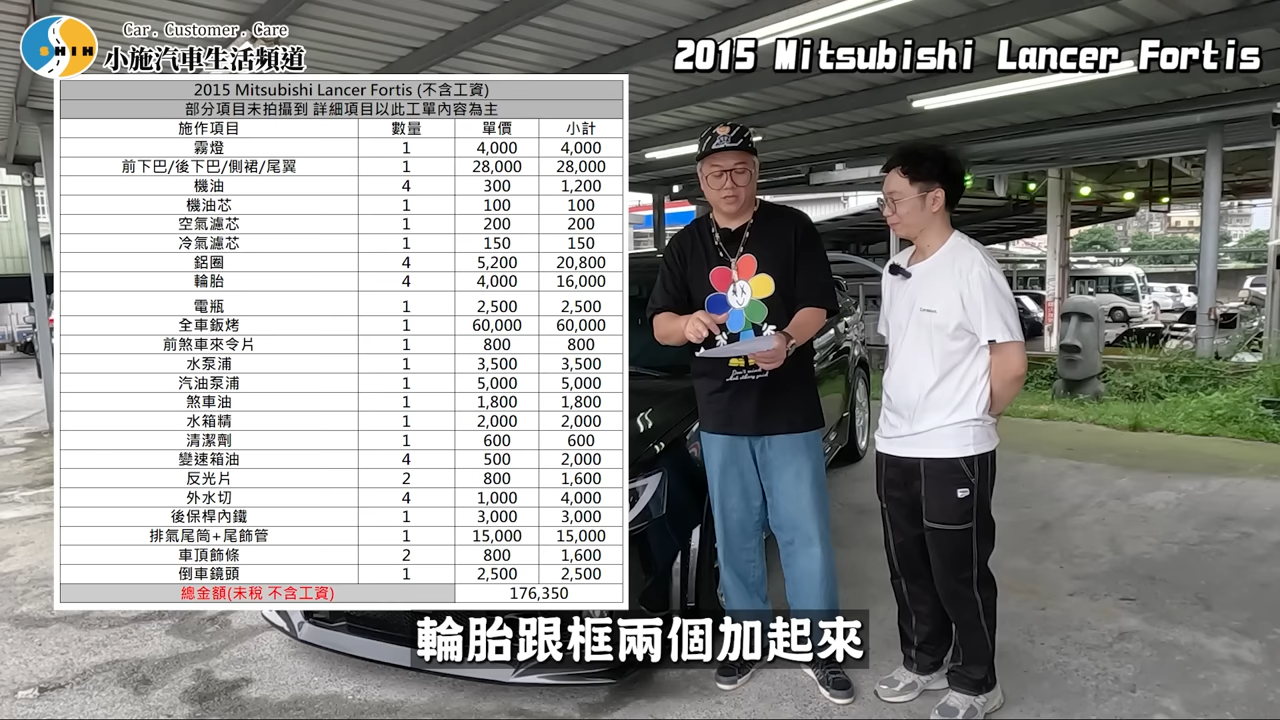 Car. Customer. Care
SHIH
小施汽車生活頻道
2015 Mitsubishi Lancer Fortis
2015 Mitsubishi Lancer Fortis (不含工資)
部分項目未拍攝到 詳細項目以此工單內容為主
施作項目 數量 單價 小計
霧燈 1 4,000 4,000
前下巴/後下巴/側裙/尾翼 1 28,000 28,000
機油 4 300 1,200
機油芯 1 100 100
空氣濾芯 1 200 200
冷氣濾芯 1 150 150
鋁圈 4 5,200 20,800
輪胎 4 4,000 16,000
電瓶 1 2,500 2,500
全車鈑烤 1 60,000 60,000
前煞車來令片 1 800 800
水泵浦 1 3,500 3,500
汽油泵浦 1 5,000 5,000
煞車油 1 1,800 1,800
水箱精 1 2,000 2,000
清潔劑 1 600 600
變速箱油 4 500 2,000
反光片 2 800 1,600
外水切 4 1,000 4,000
後保桿內鐵 1 3,000 3,000
排氣尾筒+尾飾管 1 15,000 15,000
車頂飾條 2 800 1,600
倒車鏡頭 1 2,500 2,500
總金額(未稅 不含工資) 176,350
輪胎跟框兩個加起來